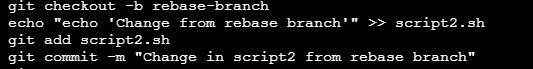 git checkout -b rebase-branch
echo "echo 'Change from rebase branch'" >> script2.sh
git add script2.sh
git commit -m "Change in script2 from rebase branch"